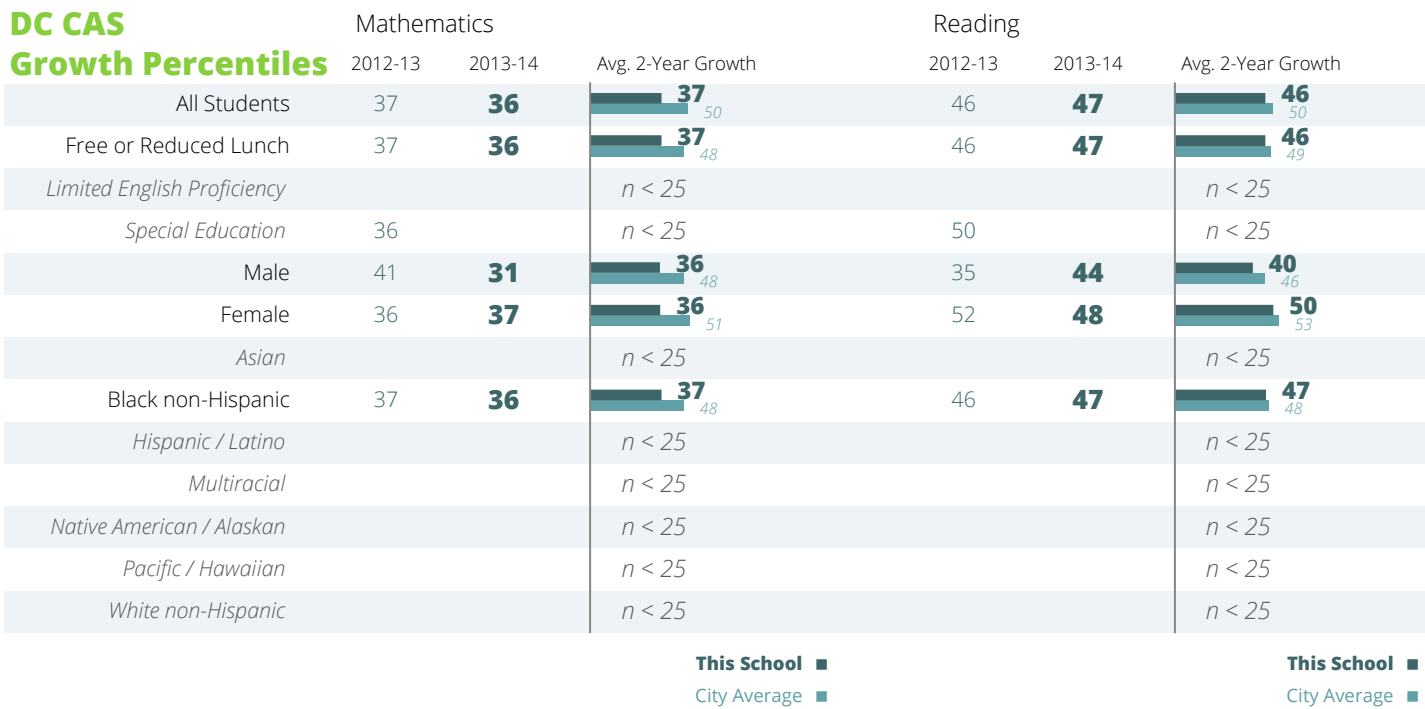 DC CAS
Growth Percentiles
Mathematics Reading
2012-13 2013-14 Avg. 2-Year Growth 2012-13 2013-14 Avg. 2-Year Growth
All Students 37 36 37 50 46 47 46 50
Free or Reduced Lunch 37 36 37 48 46 47 46 49
Limited English Proficiency n < 25 n < 25
Special Education 36 n < 25 50 n < 25
Male 41 31 36 48 35 44 40 46
Female 36 37 36 51 52 48 50 53
Asian n < 25 n < 25
Black non-Hispanic 37 36 37 48 46 47 47 48
Hispanic / Latino n < 25 n < 25
Multiracial n < 25 n < 25
Native American / Alaskan n < 25 n < 25
Pacific / Hawaiian n < 25 n < 25
White non-Hispanic n < 25 n < 25
This School This School
City Average City Average